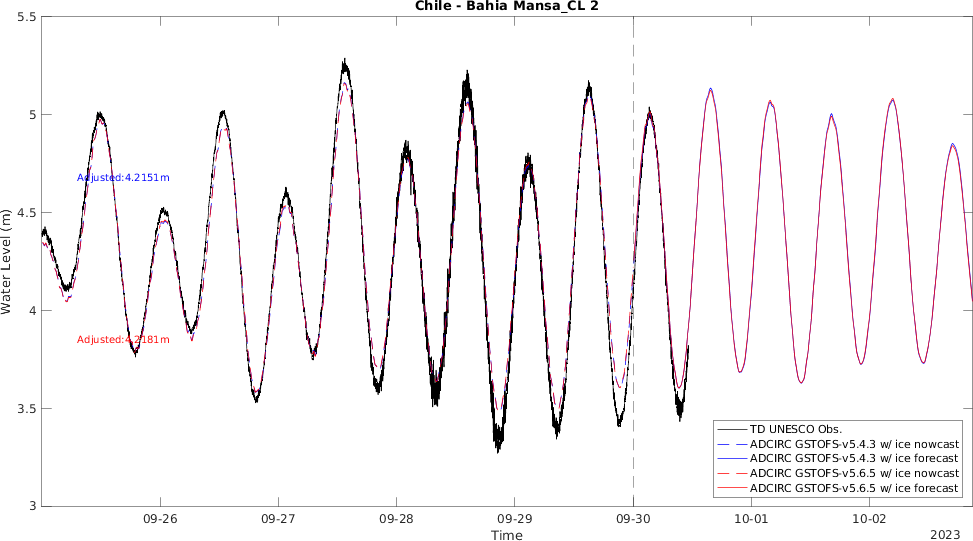 Chile - Bahia Mansa_CL 2
5.5
5
4.5
4
3.5
3
Water Level (m)
Adjusted:4.2151m
Adjusted:4.2181m
TD UNESCO Obs.
ADCIRC GSTOFS-v5.4.3 w/ ice nowcast
ADCIRC GSTOFS-v5.4.3 w/ ice forecast
ADCIRC GSTOFS-v5.6.5 w/ ice nowcast
ADCIRC GSTOFS-v5.6.5 w/ ice forecast
09-26 09-27 09-28 09-29 09-30 10-01 10-02
Time
2023